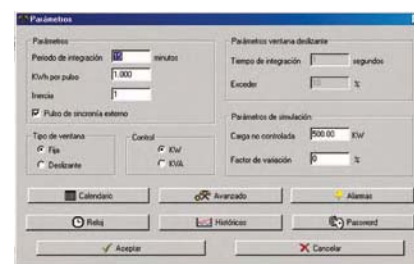 Parámetros
Parámetros
Periodo de integración 15 minutos
KWh por pulso 1.000
Inercia 1
Pulso de sincronía externo
Tipo de ventana
Fija
Deslizante
Control
KW
KVA
Parámetros ventana deslizante
Tiempo de integración segundos
Exceder %
Parámetros de simulación
Carga no controlada 500.00 KW
Factor de variación 0 %
Calendario
Avanzado
Alarmas
Reloj
Históricos
Password
Aceptar
Cancelar